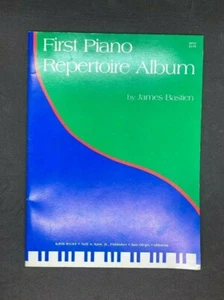 First Piano
Repertoire Album
by James Bastien